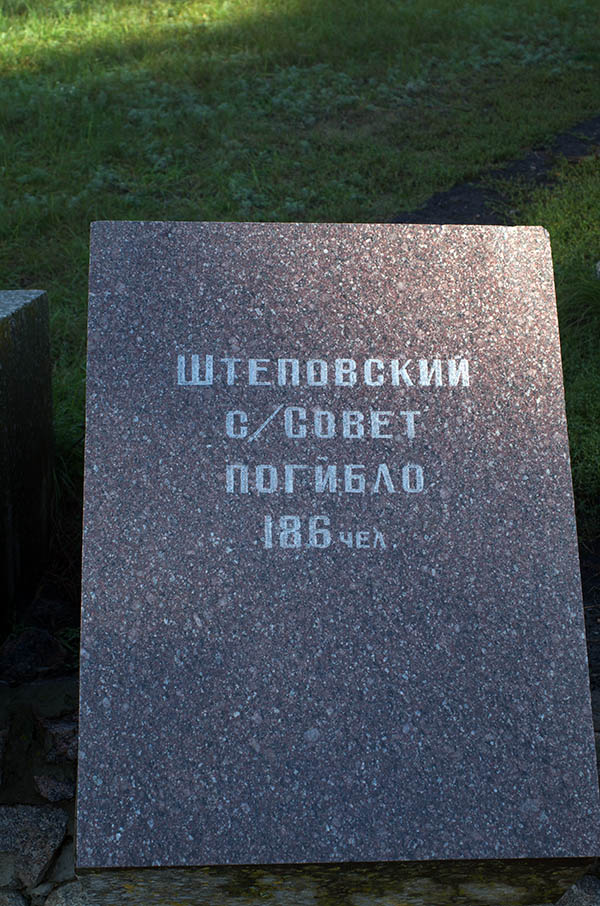 Штеповский
с/Совет
погибло
186 чел.